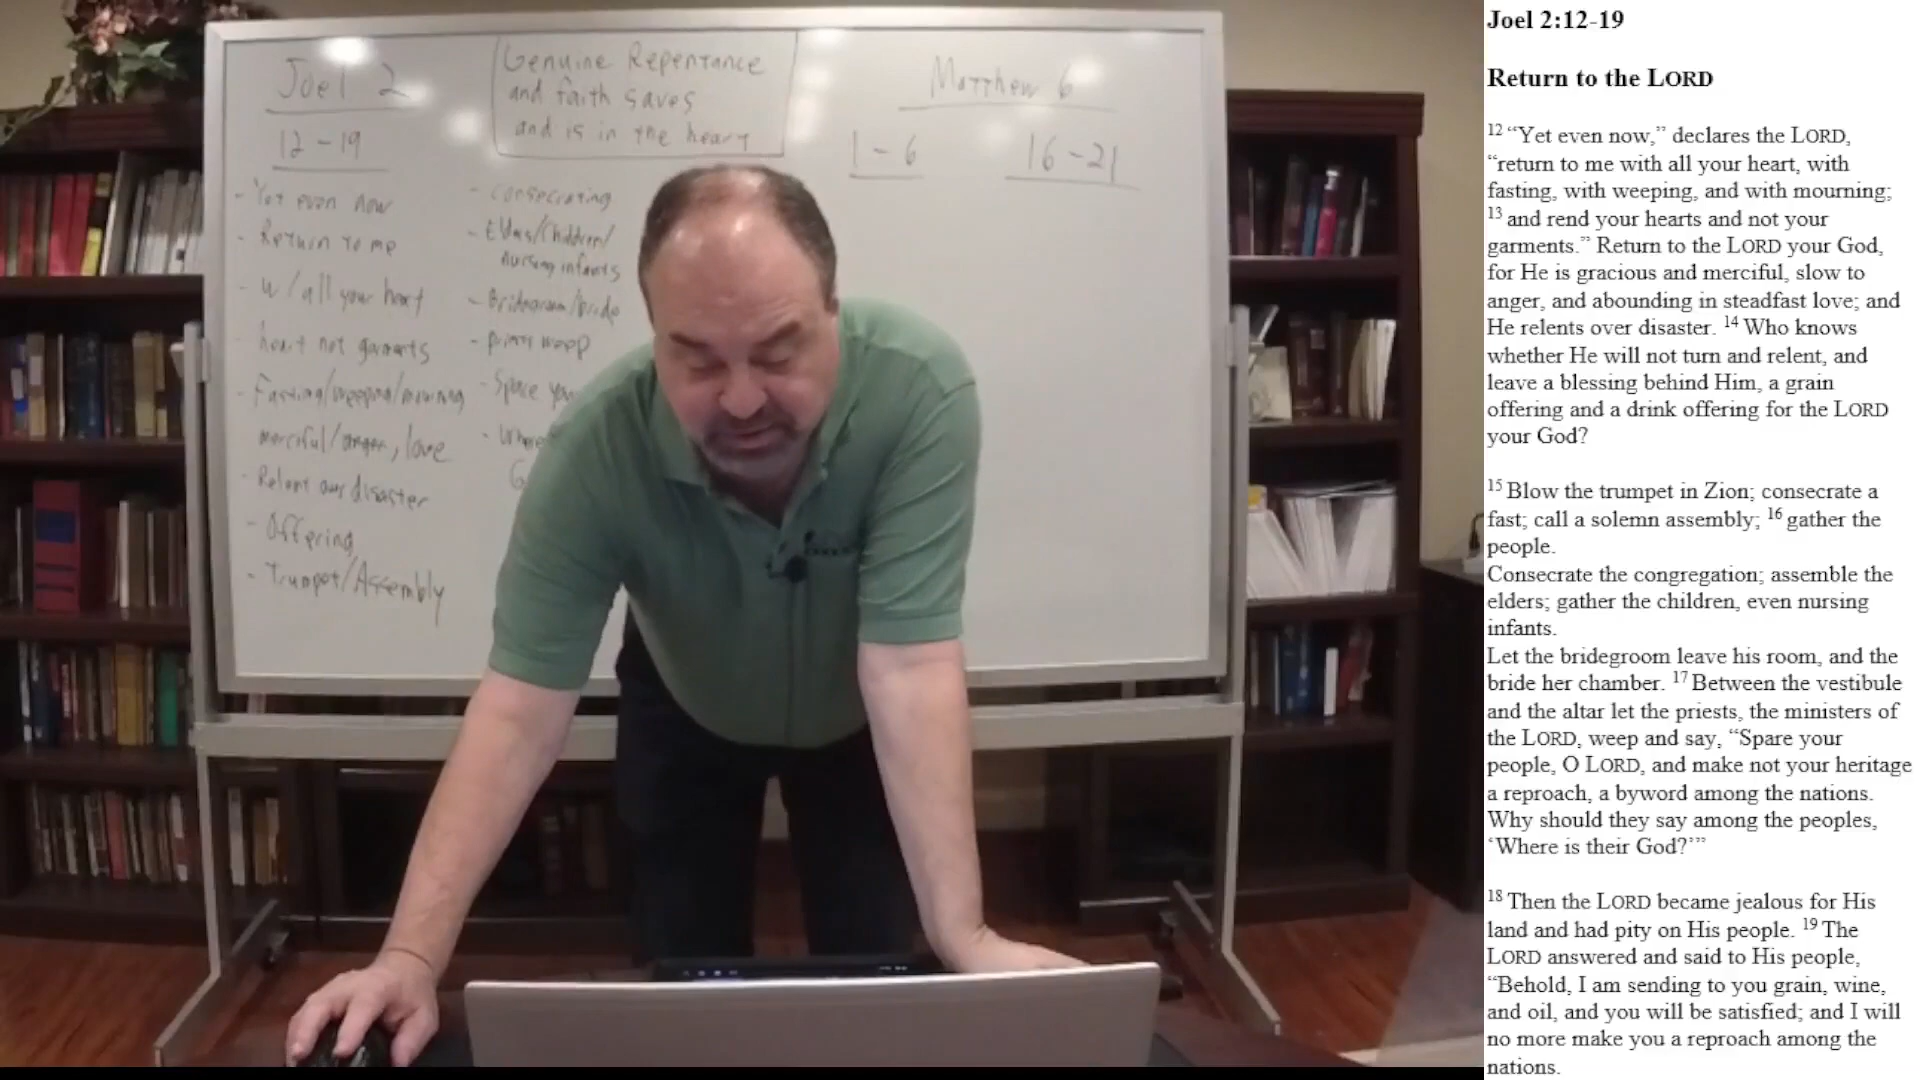 Joel 2
12 - 19
- Yet even now
- Return to me
- w/ all your heart
heart not garments
- Fasting/weeping/mourning
merciful/anger, love
- Relent over disaster
- Offering
- Trumpet/Assembly
Genuine Repentance
and faith saves
and is in the heart
- consecrating
- Elders/Children/
nursing infants
- Bridegroom/bride
- priests weep
- Spare you
- Where
G
Matthew 6
1 - 6
16 - 21
Joel 2:12-19
Return to the LORD
12 “Yet even now,” declares the LORD,
“return to me with all your heart, with
fasting, with weeping, and with mourning;
13 and rend your hearts and not your
garments.” Return to the LORD your God,
for He is gracious and merciful, slow to
anger, and abounding in steadfast love; and
He relents over disaster. 14 Who knows
whether He will not turn and relent, and
leave a blessing behind Him, a grain
offering and a drink offering for the LORD
your God?
15 Blow the trumpet in Zion; consecrate a
fast; call a solemn assembly; 16 gather the
people.
Consecrate the congregation; assemble the
elders; gather the children, even nursing
infants.
Let the bridegroom leave his room, and the
bride her chamber. 17 Between the vestibule
and the altar let the priests, the ministers of
the LORD, weep and say, “Spare your
people, O LORD, and make not your heritage
a reproach, a byword among the nations.
Why should they say among the peoples,
‘Where is their God?’”
18 Then the LORD became jealous for His
land and had pity on His people. 19 The
LORD answered and said to His people,
“Behold, I am sending to you grain, wine,
and oil, and you will be satisfied; and I will
no more make you a reproach among the
nations.